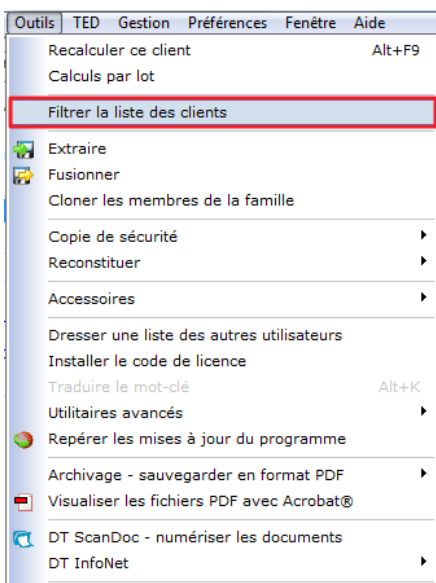 Outils TED Gestion Préférences Fenêtre Aide
Recalculer ce client Alt+F9
Calculs par lot
Filtrer la liste des clients
Extraire
Fusionner
Cloner les membres de la famille
Copie de sécurité
Reconstituer
Accessoires
Dresser une liste des autres utilisateurs
Installer le code de licence
Traduire le mot-clé Alt+K
Utilitaires avancés
Repérer les mises à jour du programme
Archivage - sauvegarder en format PDF
Visualiser les fichiers PDF avec Acrobat®
DT ScanDoc - numériser les documents
DT InfoNet